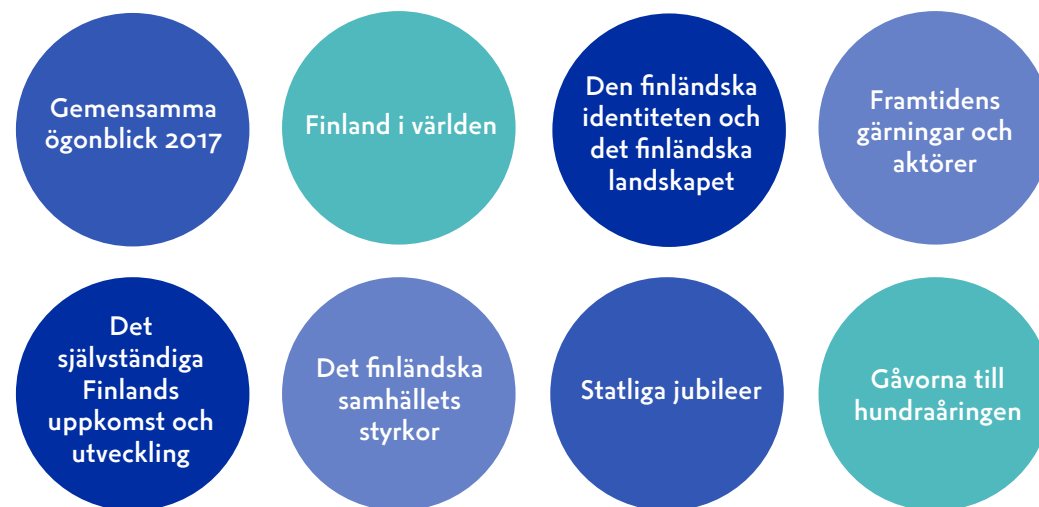 Gemensamma
ögonblick 2017
Finland i världen
Den finländska
identiteten och
det finländska
landskapet
Framtidens
gärningar och
aktörer
Det
självständiga
Finlands
uppkomst och
utveckling
Det finländska
samhällets
styrkor
Statliga jubileer
Gåvorna till
hundraåringen